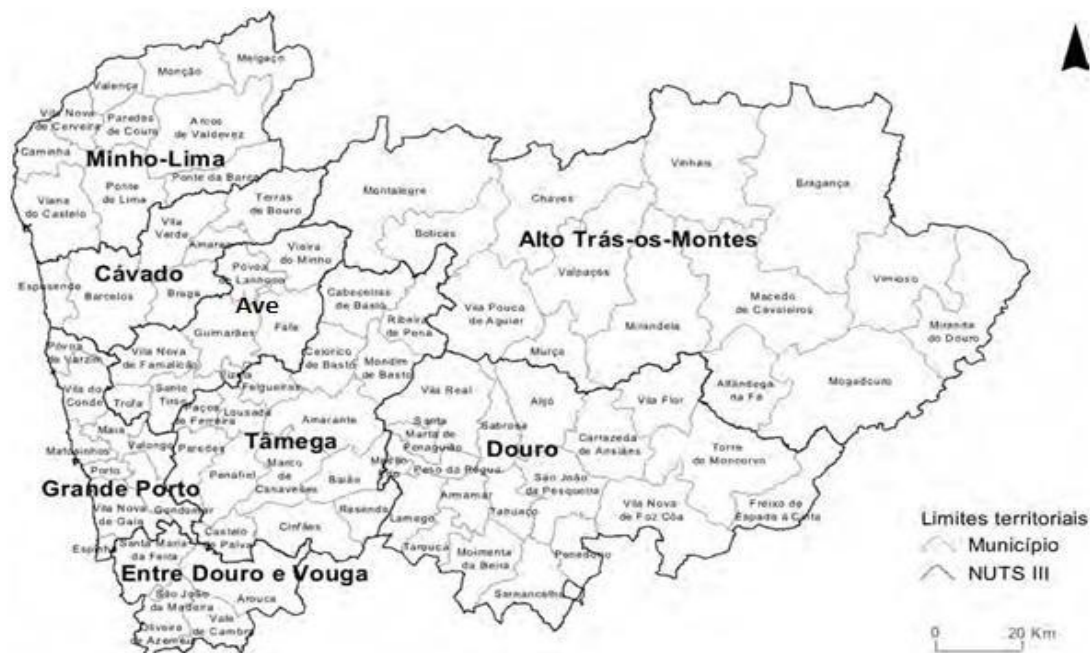 Melgaço
Monção
Valença
Vila Nova
de Cerveira
Paredes
de Coura
Arcos
de Valdevez
Caminha
Minho-Lima
Ponte da Barca
Viana
do Castelo
Ponte
de Lima
Terras
de Bouro
Vila
Verde
Amares
Vieira
do Minho
Póvoa
de Lanhoso
Cávado
Esposende
Barcelos
Braga
Ave
Guimarães
Fafe
Cabeceiras
de Basto
Ribeira
de Pena
Póvoa
de Varzim
Vila Nova
de Famalicão
Celorico
de Basto
Mondim
de Basto
Vizela
Felgueiras
Vila do
Conde
Santo
Tirso
Trofa
Paços
de Ferreira
Lousada
Amarante
Maia
Valongo
Paredes
Tâmega
Matosinhos
Porto
Penafiel
Marco
de
Canaveses
Baião
Grande Porto
Gondomar
Vila Nova
de Gaia
Castelo
de Paiva
Cinfães
Resende
Espinho
Santa Maria
da Feira
Entre Douro e Vouga
São João
da Madeira
Arouca
Oliveira
de Azeméis
Vale
de Cambra
Montalegre
Boticas
Chaves
Vinhais
Bragança
Alto Trás-os-Montes
Valpaços
Vila Pouca
de Aguiar
Mirandela
Murça
Macedo
de Cavaleiros
Vimioso
Miranda
do Douro
Alfândega
na Fé
Mogadouro
Vila Real
Alijó
Vila Flor
Sabrosa
Santa
Marta de
Penaguião
Douro
Carrazeda
de Ansiães
Torre
de Moncorvo
Peso da Régua
São João
da Pesqueira
Armamar
Tabuaço
Vila Nova
de Foz Côa
Freixo de
Espada à Cinta
Lamego
Tarouca
Moimenta
da Beira
Penedono
Sernancelhe
Limites territoriais
Município
NUTS III
0 20 Km